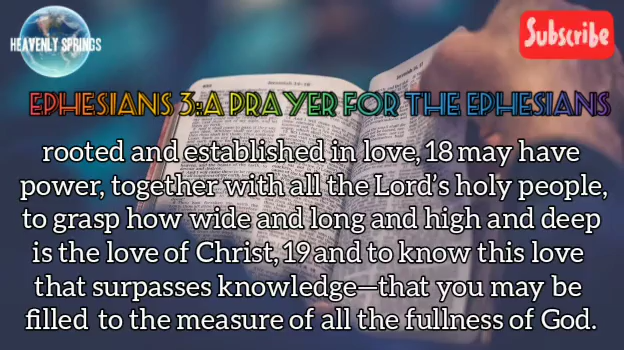 HEAVENLY SPRINGS
Subscribe
EPHESIANS 3:A PRAYER FOR THE EPHESIANS
rooted and established in love, 18 may have
power, together with all the Lord’s holy people,
to grasp how wide and long and high and deep
is the love of Christ, 19 and to know this love
that surpasses knowledge—that you may be
filled to the measure of all the fullness of God.